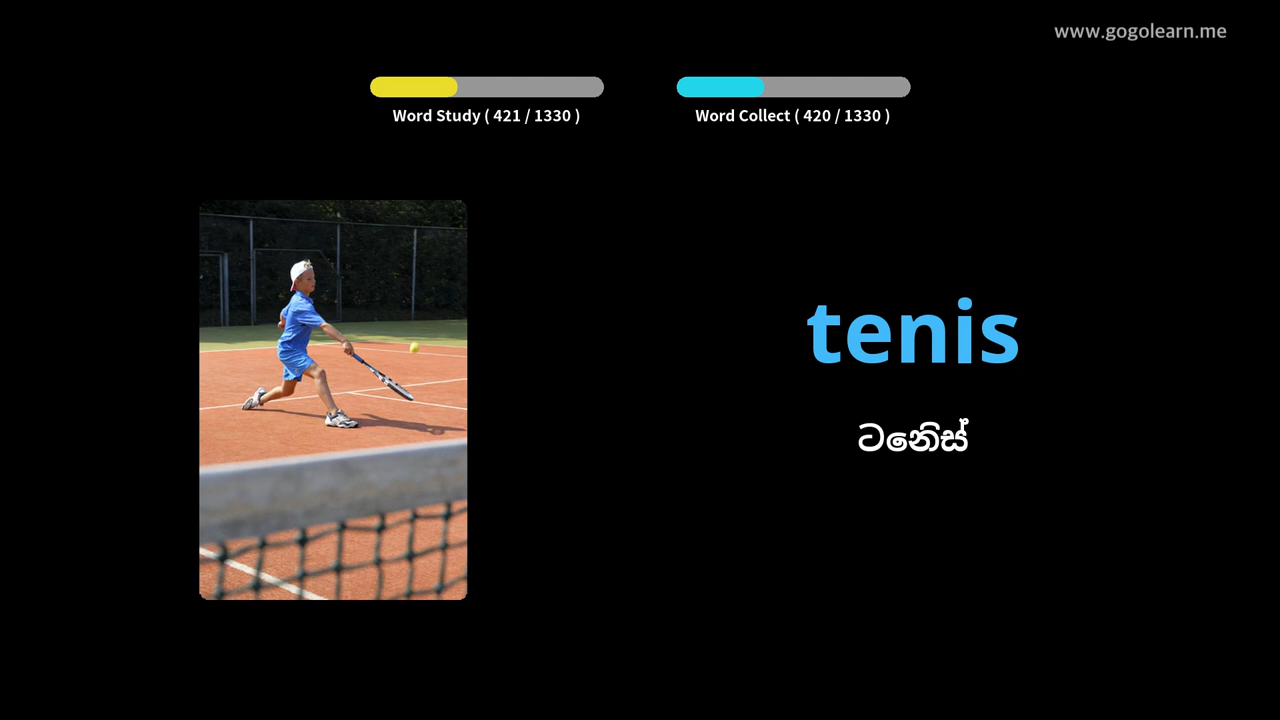 www.gogolearn.me
Word Study ( 421 / 1330 )
Word Collect ( 420 / 1330 )
tenis
ටෙනිස්